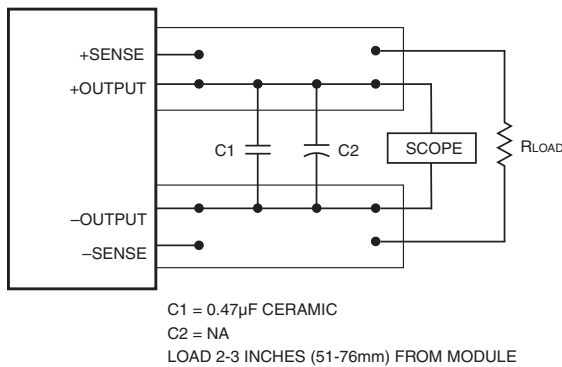 +SENSE
+OUTPUT
C1
C2
SCOPE
RLOAD
–OUTPUT
–SENSE
C1 = 0.47µF CERAMIC
C2 = NA
LOAD 2-3 INCHES (51-76mm) FROM MODULE